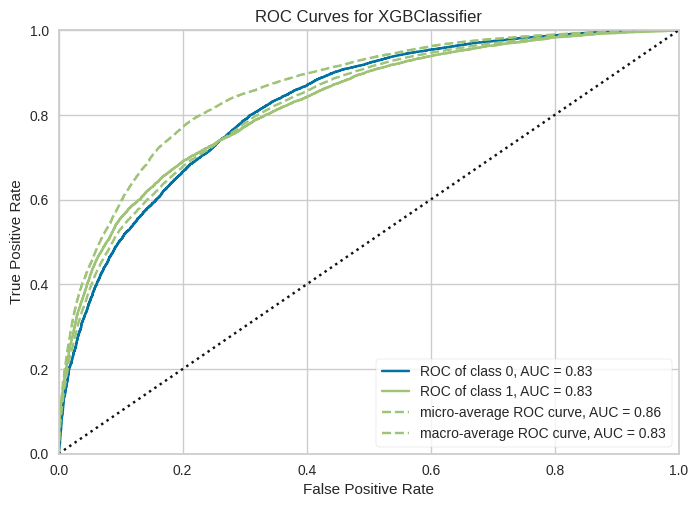 ROC Curves for XGBClassifier
True Positive Rate
1.0
0.8
0.6
0.4
0.2
0.0
ROC of class 0, AUC = 0.83
ROC of class 1, AUC = 0.83
micro-average ROC curve, AUC = 0.86
macro-average ROC curve, AUC = 0.83
0.0 0.2 0.4 0.6 0.8 1.0
False Positive Rate